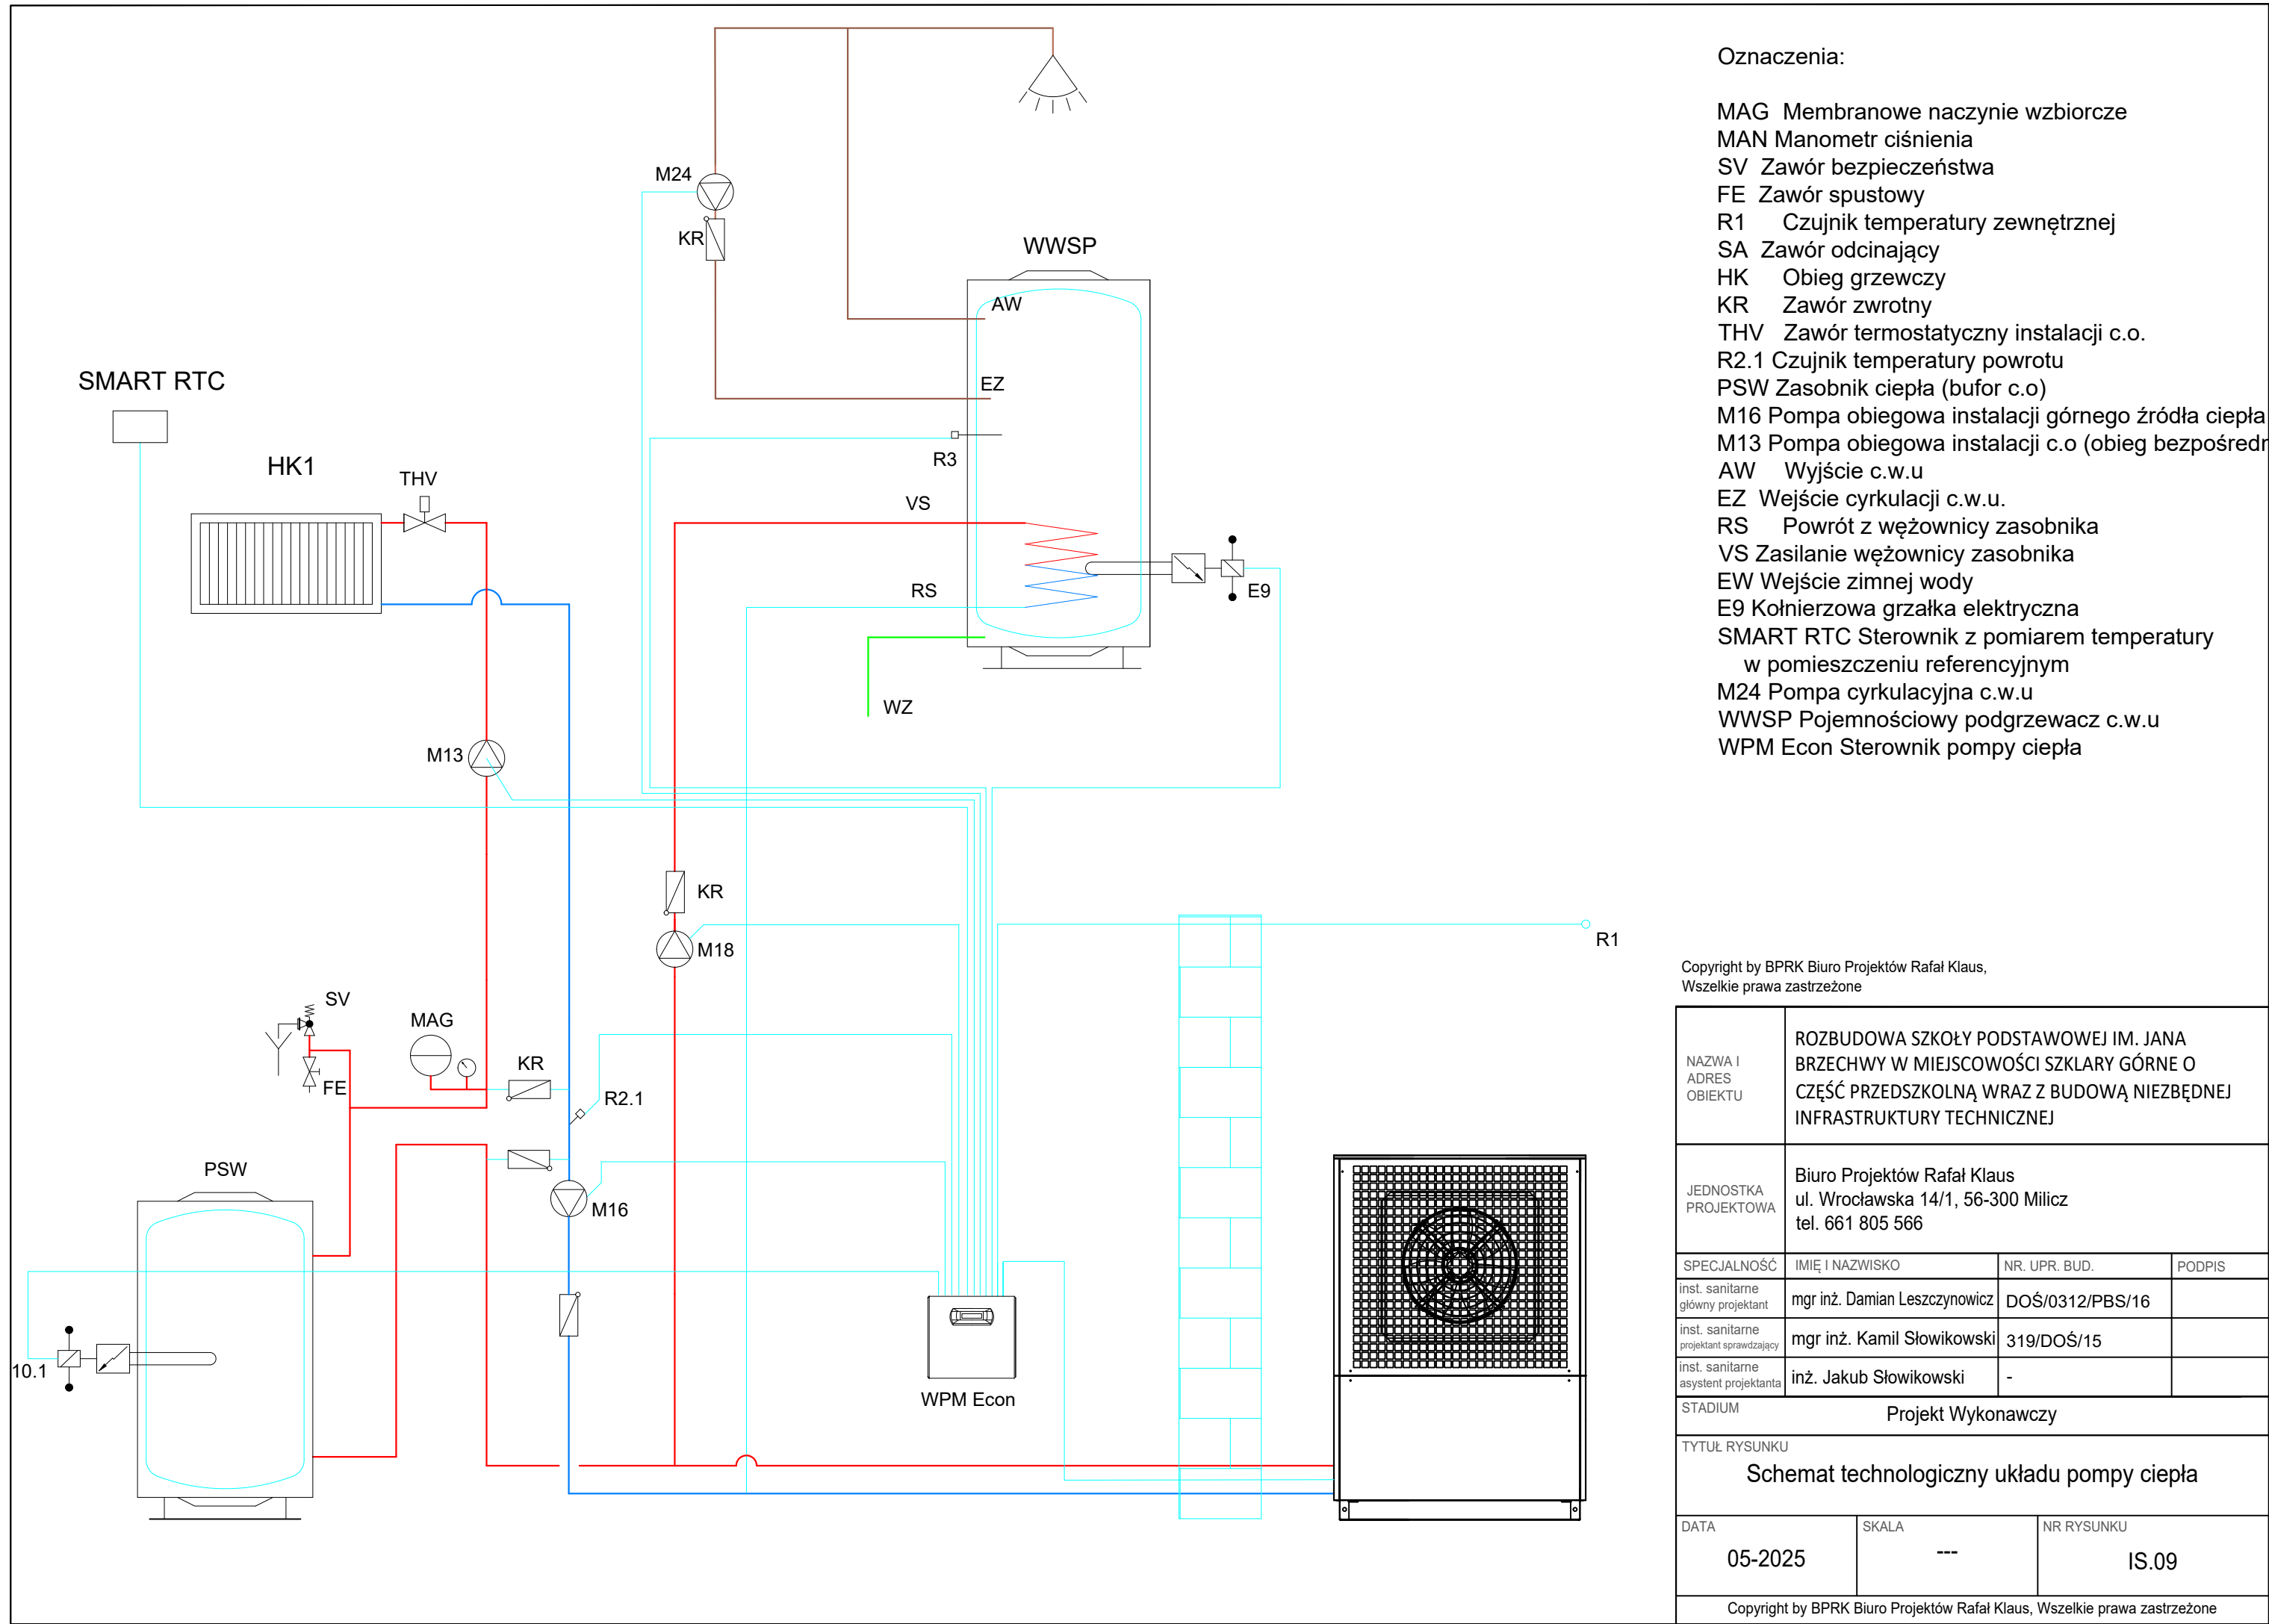 M24
KR
WWSP
AW
EZ
R3
SMART RTC
HK1
THV
VS
RS
E9
WZ
M13
KR
M18
R1
SV
MAG
FE
KR
R2.1
PSW
M16
10.1
WPM Econ
Oznaczenia:
MAG Membranowe naczynie wzbiorcze
MAN Manometr ciśnienia
SV Zawór bezpieczeństwa
FE Zawór spustowy
R1 Czujnik temperatury zewnętrznej
SA Zawór odcinający
HK Obieg grzewczy
KR Zawór zwrotny
THV Zawór termostatyczny instalacji c.o.
R2.1 Czujnik temperatury powrotu
PSW Zasobnik ciepła (bufor c.o)
M16 Pompa obiegowa instalacji górnego źródła ciepła
M13 Pompa obiegowa instalacji c.o (obieg bezpośredr
AW Wyjście c.w.u
EZ Wejście cyrkulacji c.w.u.
RS Powrót z wężownicy zasobnika
VS Zasilanie wężownicy zasobnika
EW Wejście zimnej wody
E9 Kołnierzowa grzałka elektryczna
SMART RTC Sterownik z pomiarem temperatury
w pomieszczeniu referencyjnym
M24 Pompa cyrkulacyjna c.w.u
WWSP Pojemnościowy podgrzewacz c.w.u
WPM Econ Sterownik pompy ciepła
Copyright by BPRK Biuro Projektów Rafał Klaus,
Wszelkie prawa zastrzeżone
NAZWA I
ADRES
OBIEKTU
ROZBUDOWA SZKOŁY PODSTAWOWEJ IM. JANA
BRZECHWY W MIEJSCOWOŚCI SZKLARY GÓRNE O
CZĘŚĆ PRZEDSZKOLNĄ WRAZ Z BUDOWĄ NIEZBĘDNEJ
INFRASTRUKTURY TECHNICZNEJ
JEDNOSTKA
PROJEKTOWA
Biuro Projektów Rafał Klaus
ul. Wrocławska 14/1, 56-300 Milicz
tel. 661 805 566
SPECJALNOŚĆ IMIĘ I NAZWISKO NR. UPR. BUD. PODPIS
inst. sanitarne
główny projektant
mgr inż. Damian Leszczynowicz DOŚ/0312/PBS/16
inst. sanitarne
projektant sprawdzający
mgr inż. Kamil Słowikowski 319/DOŚ/15
inst. sanitarne
asystent projektanta
inż. Jakub Słowikowski -
STADIUM
Projekt Wykonawczy
TYTUŁ RYSUNKU
Schemat technologiczny układu pompy ciepła
DATA SKALA NR RYSUNKU
05-2025 --- IS.09
Copyright by BPRK Biuro Projektów Rafał Klaus, Wszelkie prawa zastrzeżone